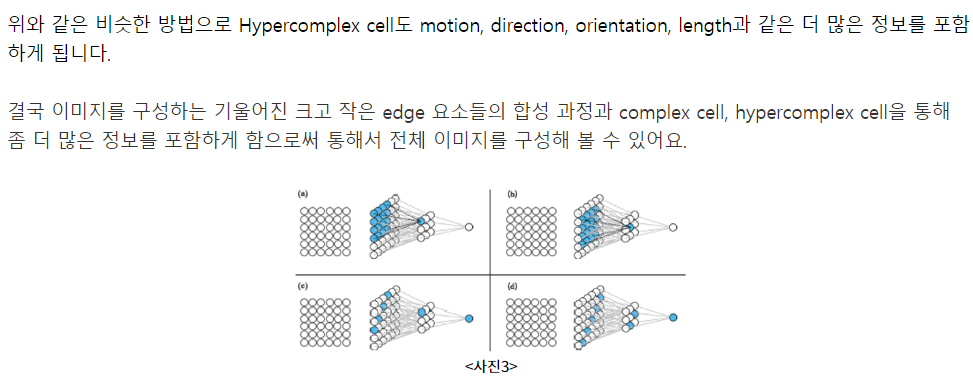 위와 같은 비슷한 방법으로 Hypercomplex cell도 motion, direction, orientation, length과 같은 더 많은 정보를 포함
하게 됩니다.
결국 이미지를 구성하는 기울어진 크고 작은 edge 요소들의 합성 과정과 complex cell, hypercomplex cell을 통해
좀 더 많은 정보를 포함하게 함으로써 통해서 전체 이미지를 구성해 볼 수 있어요.
(a)
(b)
(c)
(d)
<사진3>